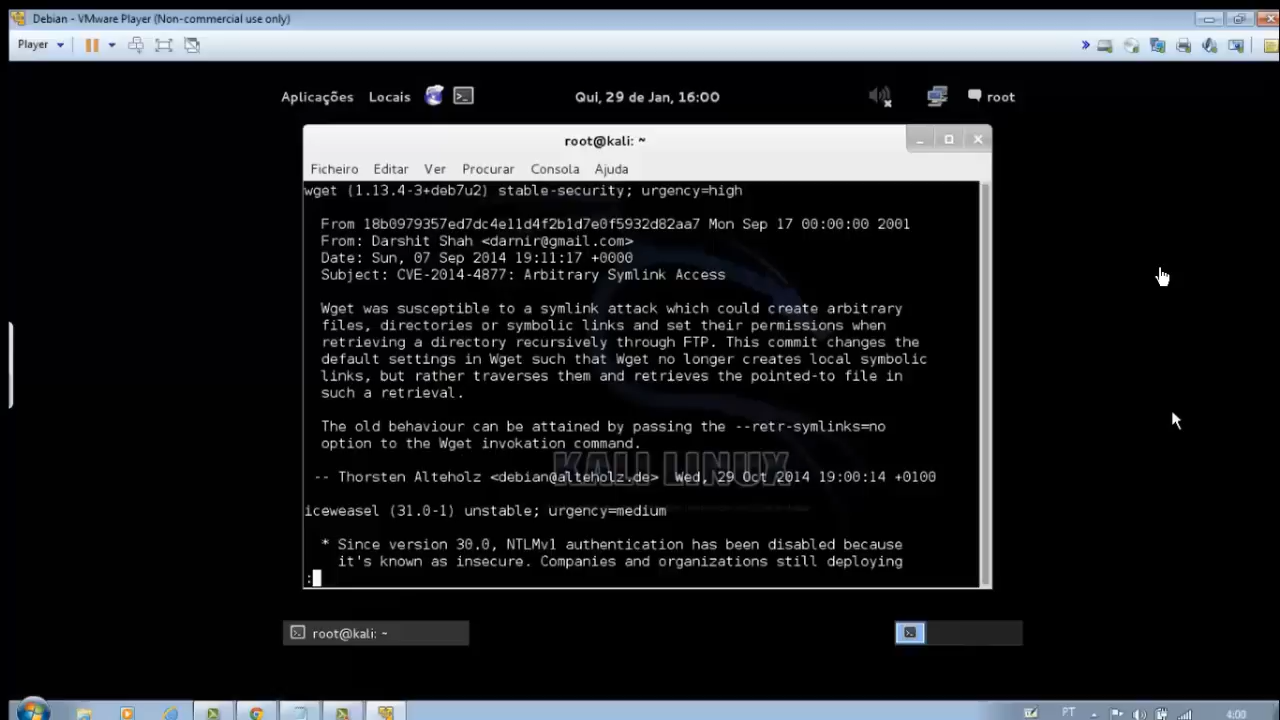 Debian - VMware Player (Non-commercial use only)
Player
Aplicações Locais Qui, 29 de Jan, 16:00 root
root@kali: ~
Ficheiro Editar Ver Procurar Consola Ajuda
wget (1.13.4-3+deb7u2) stable-security; urgency=high
From 18b0979357ed7dc4e11d4f2b1d7e0f5932d82aa7 Mon Sep 17 00:00:00 2001
From: Darshit Shah <darnir@gmail.com>
Date: Sun, 07 Sep 2014 19:11:17 +0000
Subject: CVE-2014-4877: Arbitrary Symlink Access
Wget was susceptible to a symlink attack which could create arbitrary
files, directories or symbolic links and set their permissions when
retrieving a directory recursively through FTP. This commit changes the
default settings in Wget such that Wget no longer creates local symbolic
links, but rather traverses them and retrieves the pointed-to file in
such a retrieval.
The old behaviour can be attained by passing the --retr-symlinks=no
option to the Wget invokation command.
KALI LINUX
-- Thorsten Alteholz <debian@alteholz.de> Wed, 29 Oct 2014 19:00:14 +0100
iceweasel (31.0-1) unstable; urgency=medium
* Since version 30.0, NTLMv1 authentication has been disabled because
it's known as insecure. Companies and organizations still deploying
:
root@kali: ~
PT 4:00